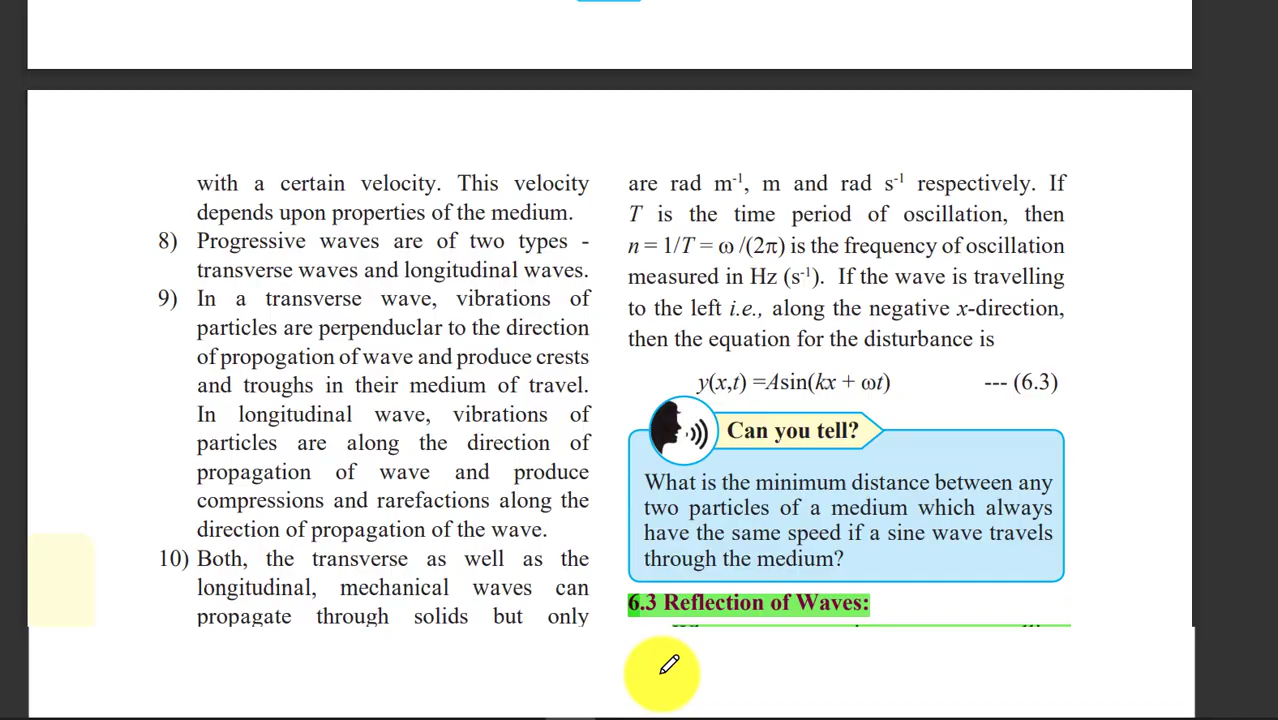 with a certain velocity. This velocity
depends upon properties of the medium.
8) Progressive waves are of two types -
transverse waves and longitudinal waves.
9) In a transverse wave, vibrations of
particles are perpenduclar to the direction
of propogation of wave and produce crests
and troughs in their medium of travel.
In longitudinal wave, vibrations of
particles are along the direction of
propagation of wave and produce
compressions and rarefactions along the
direction of propagation of the wave.
10) Both, the transverse as well as the
longitudinal, mechanical waves can
propagate through solids but only
are rad m⁻¹, m and rad s⁻¹ respectively. If
T is the time period of oscillation, then
n = 1/T = ω /(2π) is the frequency of oscillation
measured in Hz (s⁻¹). If the wave is travelling
to the left i.e., along the negative x-direction,
then the equation for the disturbance is
y(x,t) =Asin(kx + ωt) --- (6.3)
Can you tell?
What is the minimum distance between any
two particles of a medium which always
have the same speed if a sine wave travels
through the medium?
6.3 Reflection of Waves: